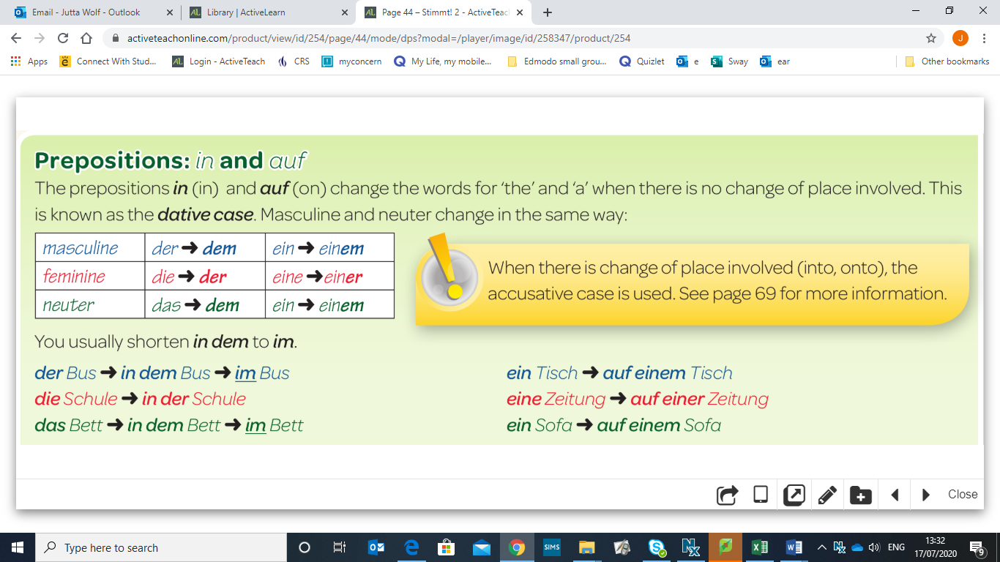 Email - Jutta Wolf - Outlook
Library | ActiveLearn
Page 44 – Stimmt! 2 - ActiveTeac
activeteachonline.com/product/view/id/254/page/44/mode/dps?modal=/player/image/id/258347/product/254
J
Apps
Connect With Stud...
Login - ActiveTeach
CRS
myconcern
My Life, my mobile...
Edmodo small grou...
Quizlet
e
Sway
ear
Other bookmarks
Prepositions: in and auf
The prepositions in (in) and auf (on) change the words for ‘the’ and ‘a’ when there is no change of place involved. This
is known as the dative case. Masculine and neuter change in the same way:
masculine der ➜ dem ein ➜ einem
feminine die ➜ der eine ➜ einer
neuter das ➜ dem ein ➜ einem
When there is change of place involved (into, onto), the
accusative case is used. See page 69 for more information.
You usually shorten in dem to im.
der Bus ➜ in dem Bus ➜ im Bus
die Schule ➜ in der Schule
das Bett ➜ in dem Bett ➜ im Bett
ein Tisch ➜ auf einem Tisch
eine Zeitung ➜ auf einer Zeitung
ein Sofa ➜ auf einem Sofa
Close
Type here to search
SIMS
ENG
13:32
17/07/2020
9